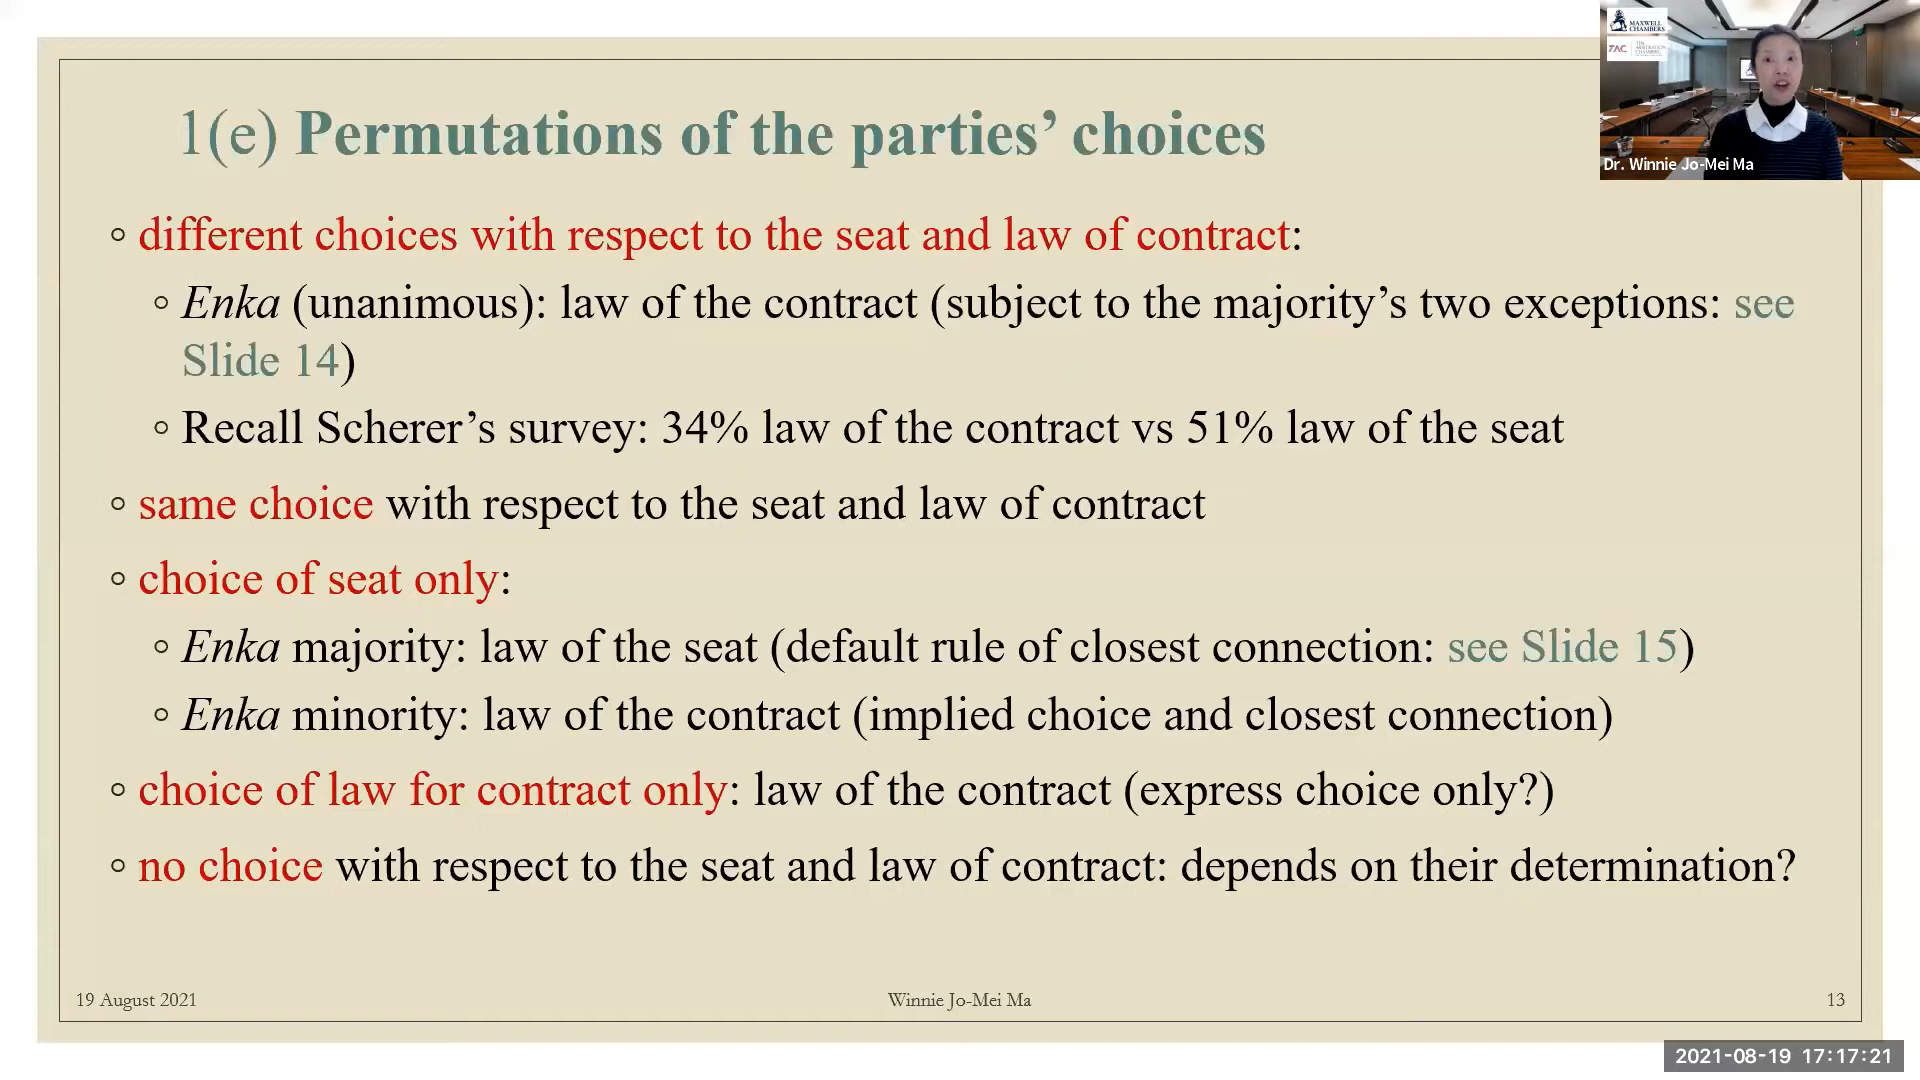 1(e) Permutations of the parties’ choices
◦ different choices with respect to the seat and law of contract:
◦ Enka (unanimous): law of the contract (subject to the majority’s two exceptions: see
Slide 14)
◦ Recall Scherer’s survey: 34% law of the contract vs 51% law of the seat
◦ same choice with respect to the seat and law of contract
◦ choice of seat only:
◦ Enka majority: law of the seat (default rule of closest connection: see Slide 15)
◦ Enka minority: law of the contract (implied choice and closest connection)
◦ choice of law for contract only: law of the contract (express choice only?)
◦ no choice with respect to the seat and law of contract: depends on their determination?
19 August 2021
Winnie Jo-Mei Ma
13
MAXWELL
CHAMBERS
TAC
THE
ARBITRATION
CHAMBERS
Dr. Winnie Jo-Mei Ma
2021-08-19 17:17:21